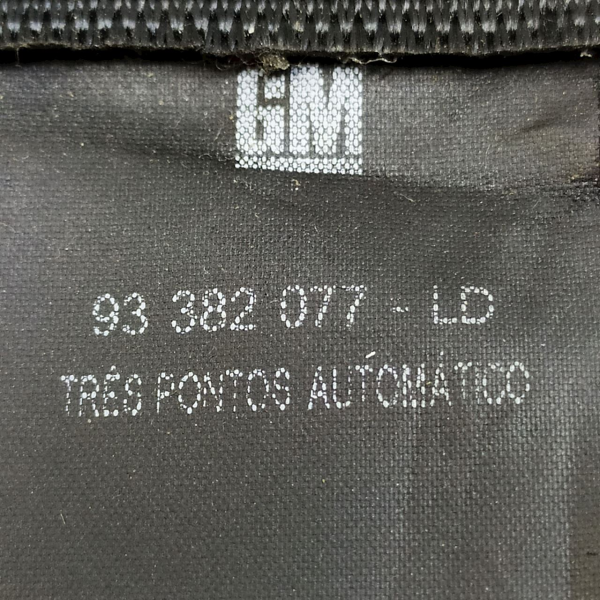 GM
93 382 077 - LD
TRÊS PONTOS AUTOMÁTICO